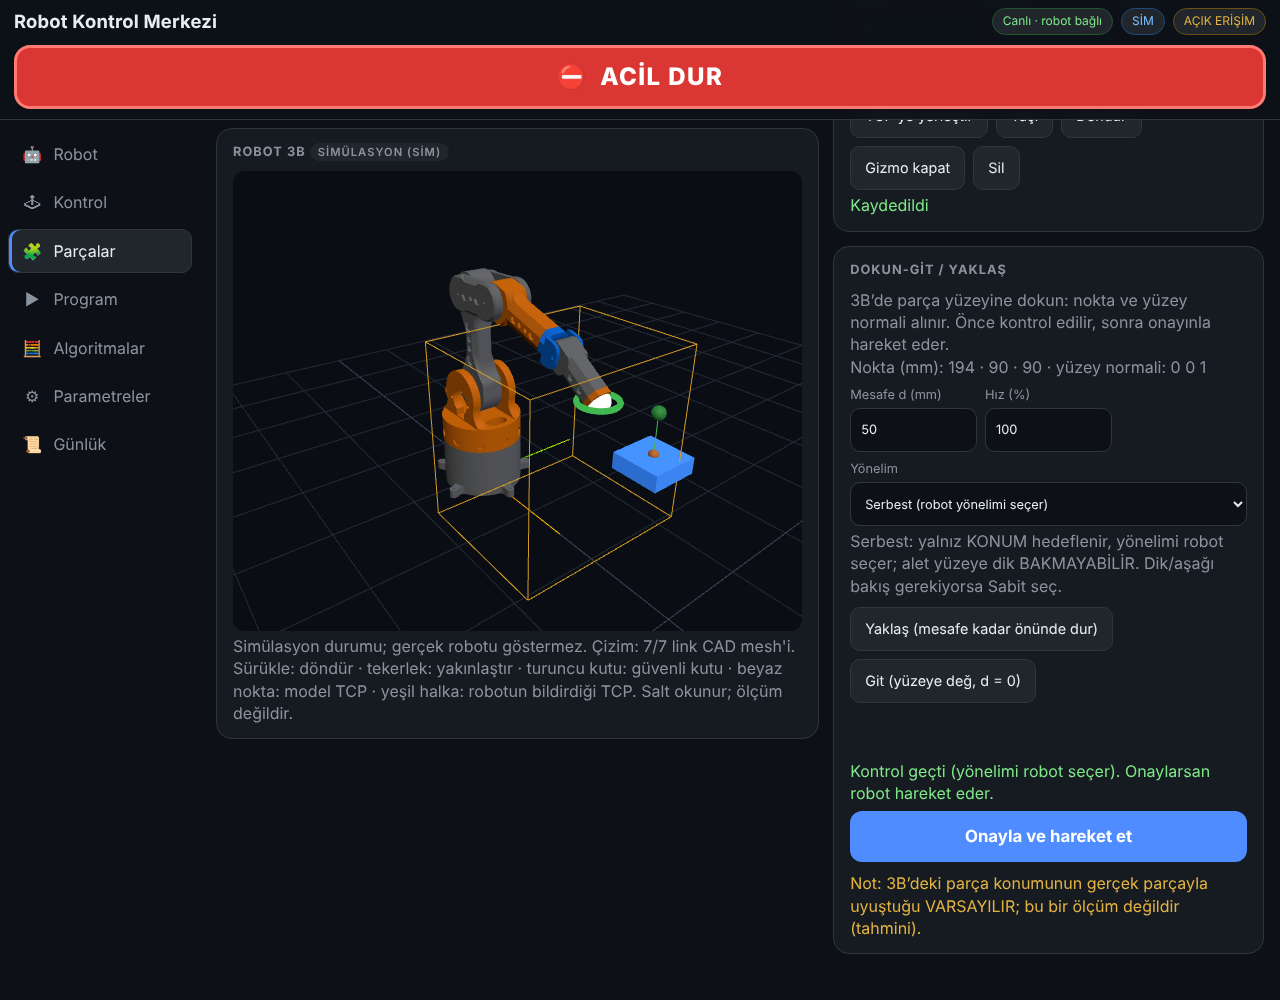 Robot Kontrol Merkezi
Canlı · robot bağlı
SİM
AÇIK ERİŞİM
ACİL DUR
Robot
Kontrol
Parçalar
Program
Algoritmalar
Parametreler
Günlük
ROBOT 3B
SİMÜLASYON (SİM)
Simülasyon durumu; gerçek robotu göstermez. Çizim: 7/7 link CAD mesh'i.
Sürükle: döndür · tekerlek: yakınlaştır · turuncu kutu: güvenli kutu · beyaz
nokta: model TCP · yeşil halka: robotun bildirdiği TCP. Salt okunur; ölçüm
değildir.
Gizmo kapat
Sil
Kaydedildi
DOKUN-GİT / YAKLAŞ
3B’de parça yüzeyine dokun: nokta ve yüzey
normali alınır. Önce kontrol edilir, sonra onayınla
hareket eder.
Nokta (mm): 194 · 90 · 90 · yüzey normali: 0 0 1
Mesafe d (mm)
Hız (%)
50
100
Yönelim
Serbest (robot yönelimi seçer)
Serbest: yalnız KONUM hedeflenir, yönelimi robot
seçer; alet yüzeye dik BAKMAYABİLİR. Dik/aşağı
bakış gerekiyorsa Sabit seç.
Yaklaş (mesafe kadar önünde dur)
Git (yüzeye değ, d = 0)
Kontrol geçti (yönelimi robot seçer). Onaylarsan
robot hareket eder.
Onayla ve hareket et
Not: 3B’deki parça konumunun gerçek parçayla
uyuştuğu VARSAYILIR; bu bir ölçüm değildir
(tahmini).